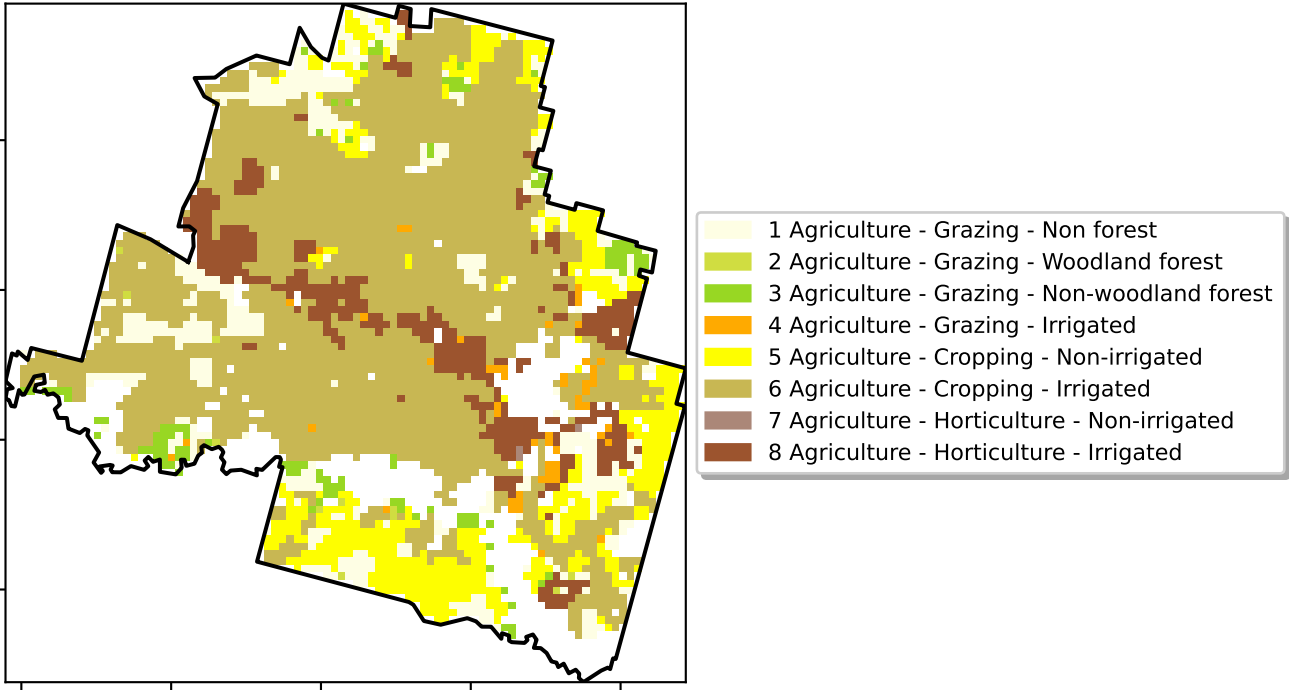 1 Agriculture - Grazing - Non forest
2 Agriculture - Grazing - Woodland forest
3 Agriculture - Grazing - Non-woodland forest
4 Agriculture - Grazing - Irrigated
5 Agriculture - Cropping - Non-irrigated
6 Agriculture - Cropping - Irrigated
7 Agriculture - Horticulture - Non-irrigated
8 Agriculture - Horticulture - Irrigated